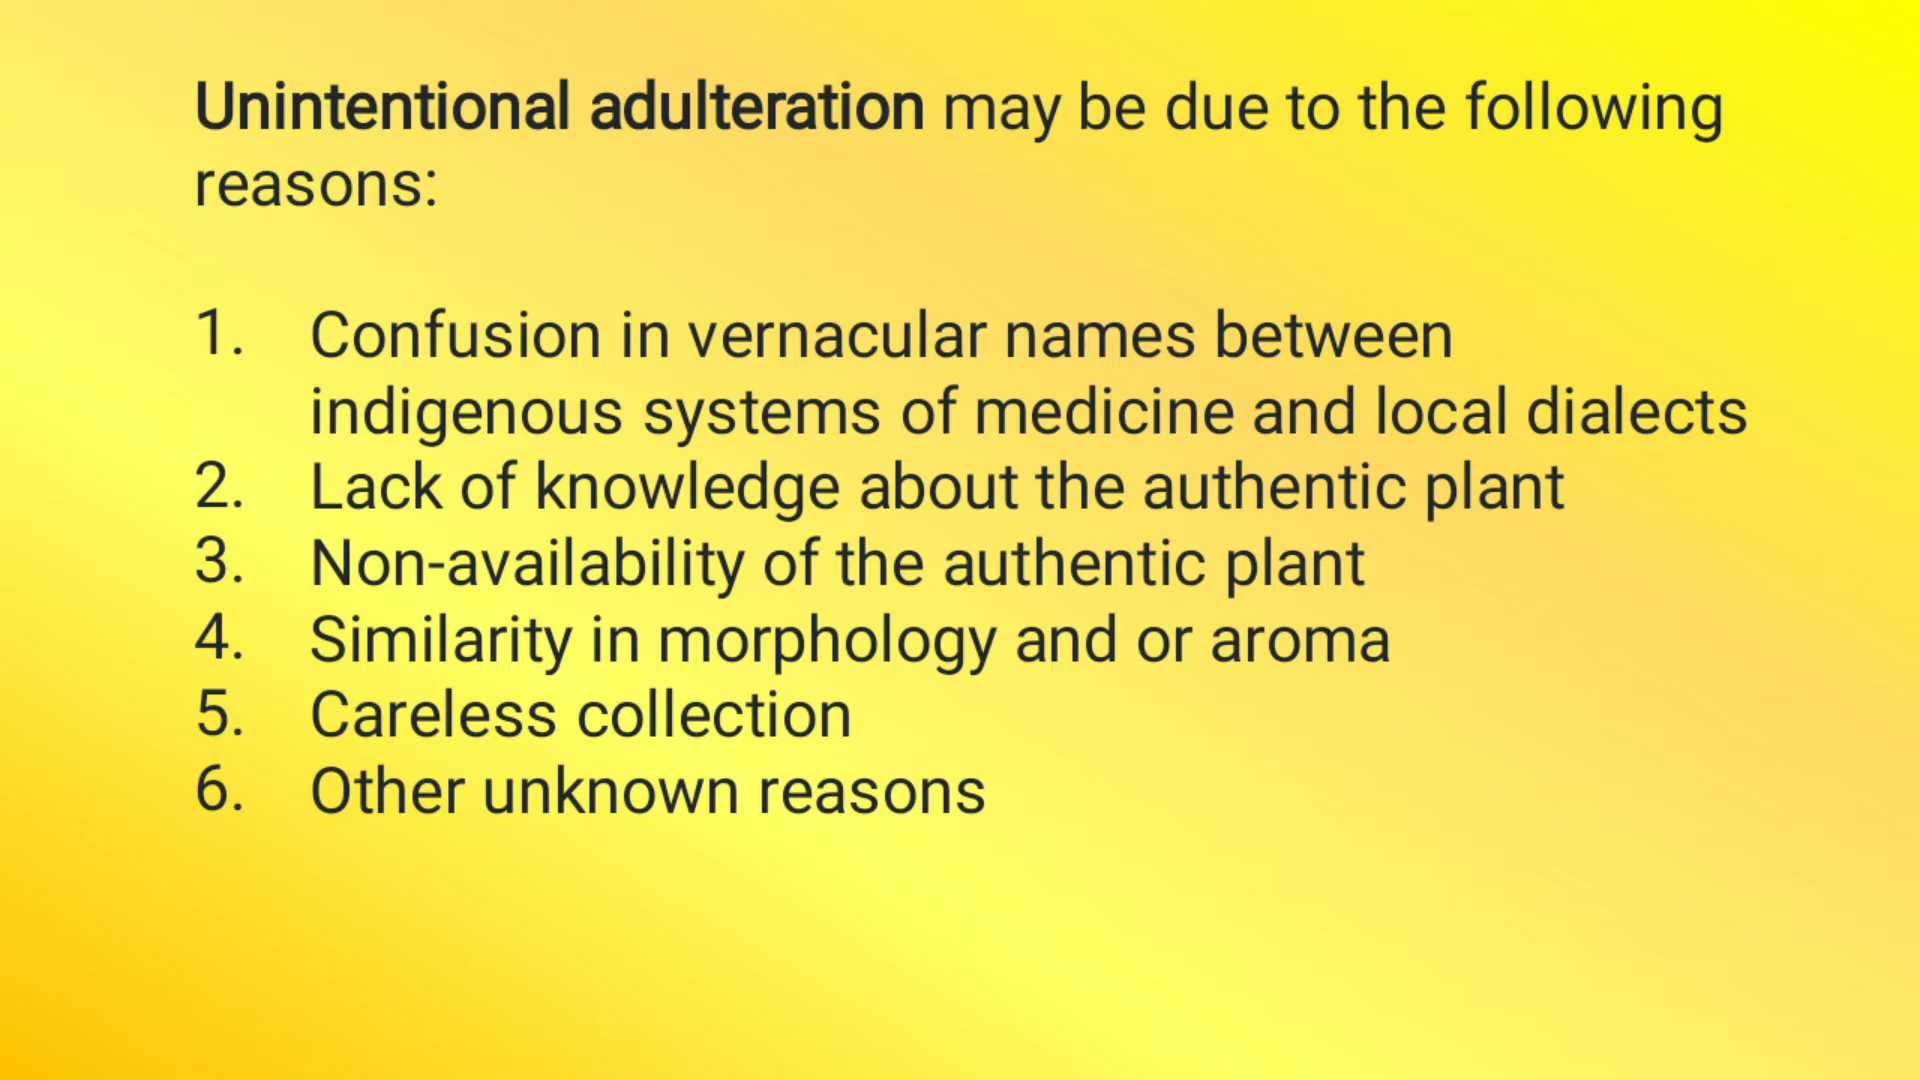 Unintentional adulteration may be due to the following
reasons:
1. Confusion in vernacular names between
indigenous systems of medicine and local dialects
2. Lack of knowledge about the authentic plant
3. Non-availability of the authentic plant
4. Similarity in morphology and or aroma
5. Careless collection
6. Other unknown reasons